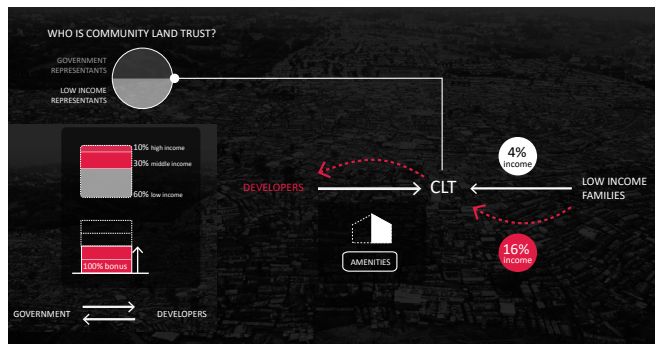 WHO IS COMMUNITY LAND TRUST?
GOVERNMENT
REPRESENTANTS
LOW INCOME
REPRESENTANTS
10% high income
30% middle income
60% low income
100% bonus
GOVERNMENT
DEVELOPERS
DEVELOPERS
CLT
4%
income
LOW INCOME
FAMILIES
16%
income
AMENITIES